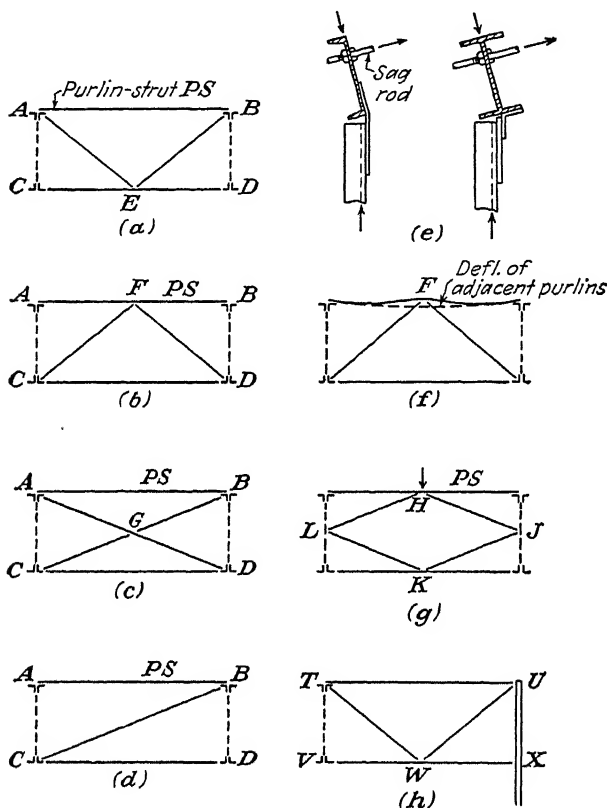 Purlin-strut PS
A
B
C
D
E
(a)
Sag
rod
(e)
A
F
PS
B
C
D
(b)
F
Defl. of
adjacent purlins
(f)
A
PS
B
G
C
D
(c)
PS
H
L
J
K
(g)
A
PS
B
C
D
(d)
T
U
V
W
X
(h)